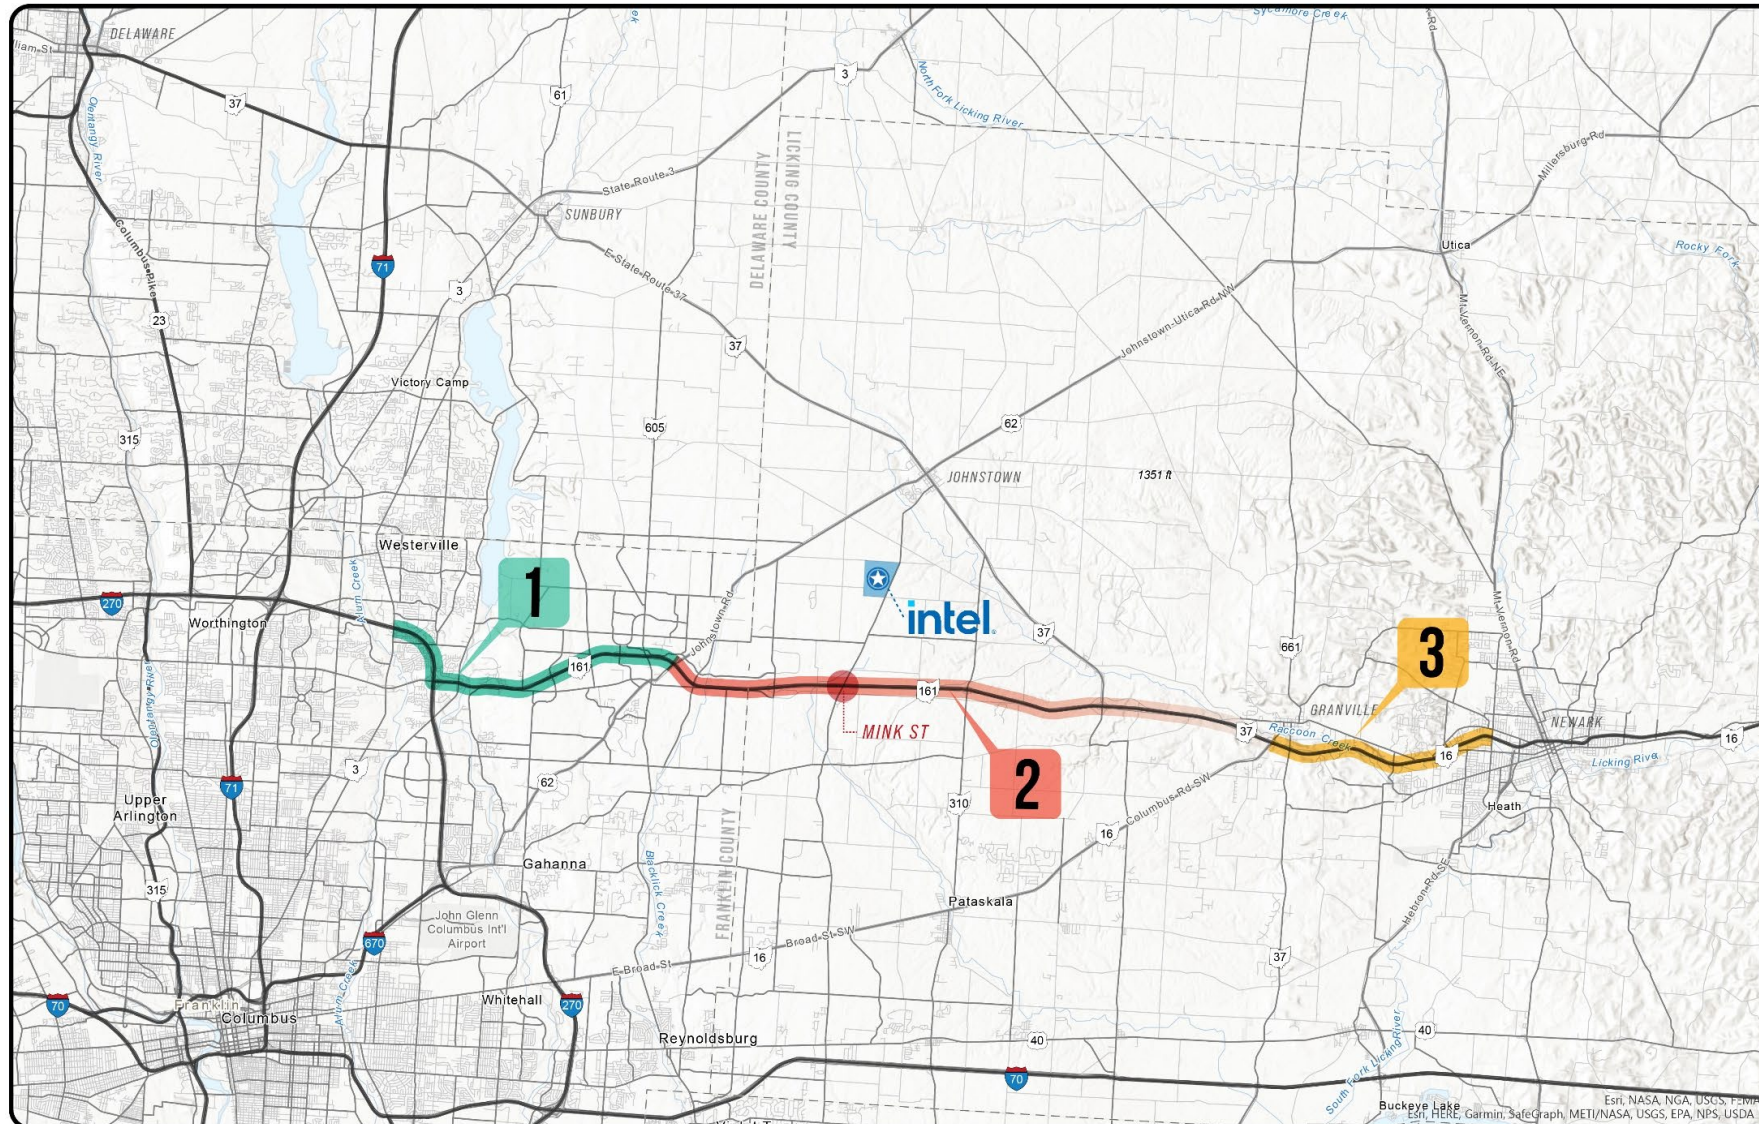 DELAWARE
Sycamore Creek
liam St
37
61
3
Olentangy River
North Fork Licking River
Millersburg-Rd
State-Route-3
SUNBURY
DELAWARE COUNTY
LICKING COUNTY
Columbus-Pike
71
E-State-Route-37
Utica
Rocky Fork
3
23
37
Johnstown-Utica-Rd-NW
Mt-Vernon-Rd-NE
Victory Camp
315
605
62
JOHNSTOWN
1351 ft
Westerville
1
Alum Creek
270
Worthington
intel
Johnstown-Rd
37
661
3
Mt-Vernon-Rd
161
161
GRANVILLE
Raccoon Creek
NEWARK
MINK ST
37
16
16
Olentangy River
3
62
2
310
Licking Rive
71
Upper
Arlington
Columbus-Rd-SW
16
Heath
Gahanna
Blacklick Creek
FRANKLIN COUNTY
Hebron-Rd-SE
315
John Glenn
Columbus Int'l
Airport
Pataskala
670
Broad-St-SW
16
E-Broad-St
37
Alum Creek
70
Franklin
Columbus
Whitehall
270
Reynoldsburg
40
40
70
South Fork Licking River
Buckeye Lake
Esri, NASA, NGA, USGS, FEMA
Esri, HERE, Garmin, SafeGraph, METI/NASA, USGS, EPA, NPS, USDA